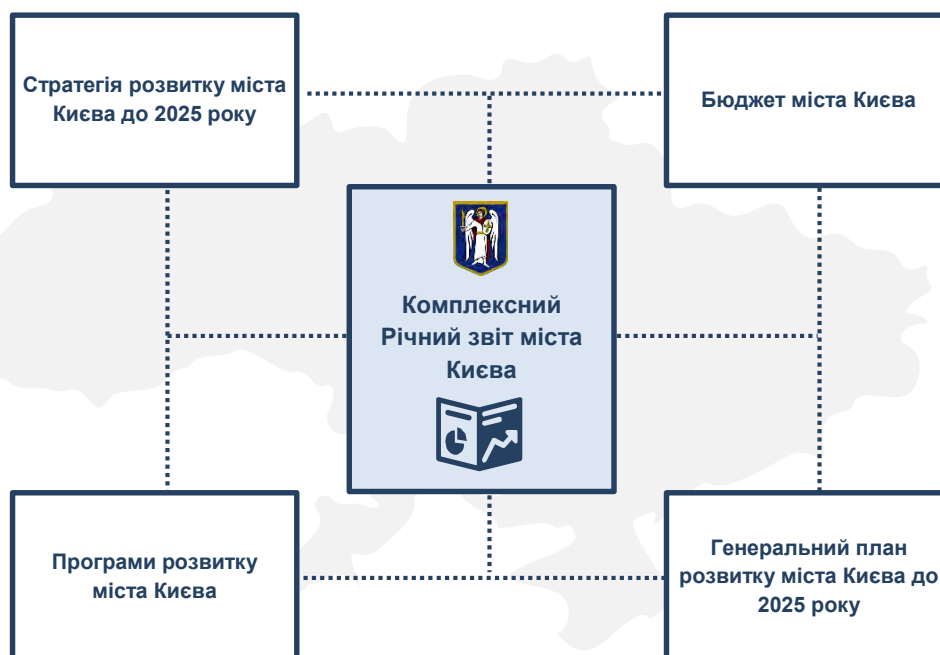 Стратегія розвитку міста
Києва до 2025 року
Бюджет міста Києва
Комплексний
Річний звіт міста
Києва
Програми розвитку
міста Києва
Генеральний план
розвитку міста Києва до
2025 року